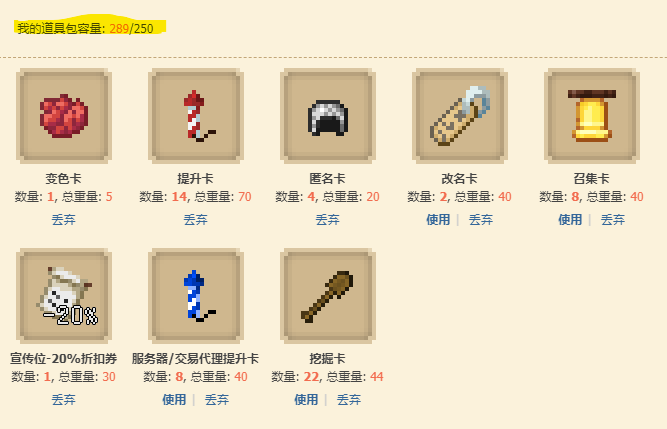 我的道具包容量: 289/250
变色卡 提升卡 匿名卡 改名卡 召集卡
数量: 1, 总重量: 5 数量: 14, 总重量: 70 数量: 4, 总重量: 20 数量: 2, 总重量: 40 数量: 8, 总重量: 40
丢弃 丢弃 丢弃 使用 | 丢弃 使用 | 丢弃
-20%
宣传位-20%折扣券 服务器/交易代理提升卡 挖掘卡
数量: 1, 总重量: 30 数量: 8, 总重量: 40 数量: 22, 总重量: 44
丢弃 使用 | 丢弃 使用 | 丢弃